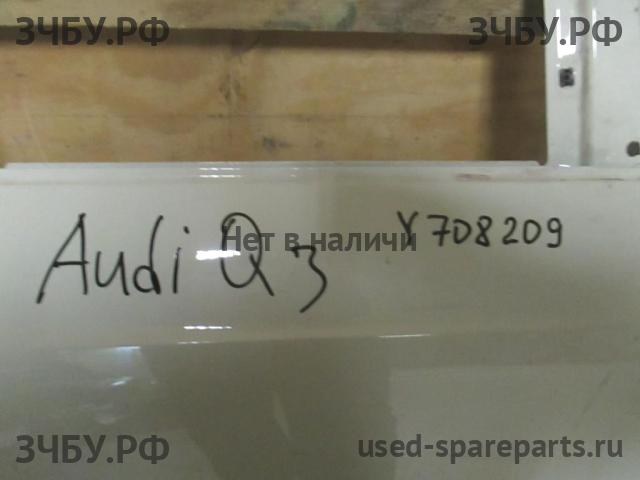 ЗЧБУ.РФ ЗЧБУ.РФ
Audi Q3 Y708209
Нет в наличи
ЗЧБУ.РФ used-spareparts.ru